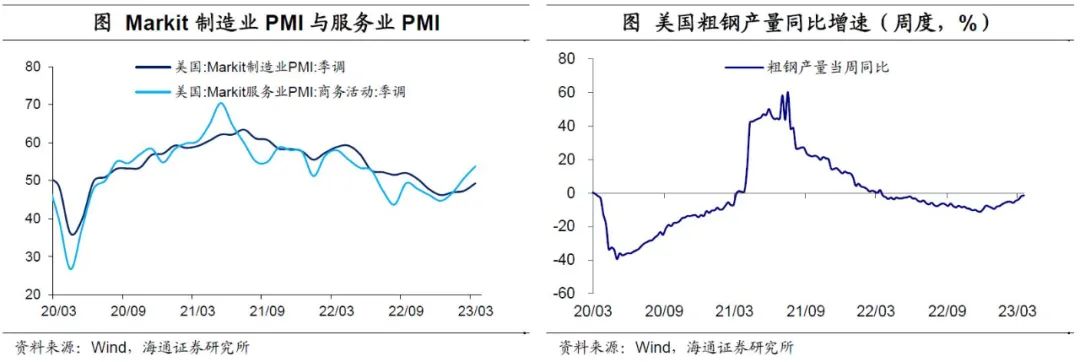 图 Markit 制造业 PMI 与服务业 PMI
80
70
60
50
40
30
20
美国:Markit制造业PMI:季调
美国:Markit服务业PMI:商务活动:季调
20/03 20/09 21/03 21/09 22/03 22/09 23/03
资料来源：Wind，海通证券研究所
图 美国粗钢产量同比增速（周度，%）
80
60
40
20
0
-20
-40
-60
粗钢产量当周同比
20/03 20/09 21/03 21/09 22/03 22/09 23/03
资料来源：Wind，海通证券研究所